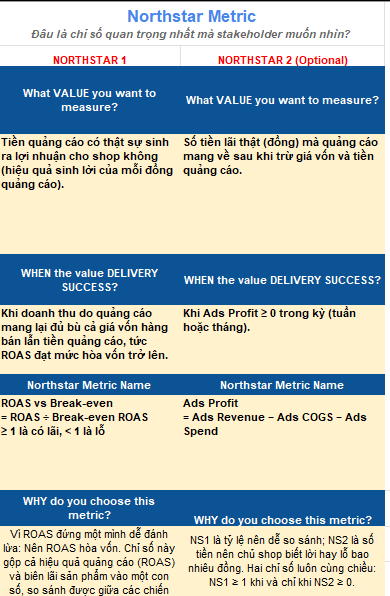 Northstar Metric
Đâu là chỉ số quan trọng nhất mà stakeholder muốn nhìn?
NORTHSTAR 1
NORTHSTAR 2 (Optional)
What VALUE you want to
measure?
What VALUE you want to measure?
Tiền quảng cáo có thật sự sinh
ra lợi nhuận cho shop không
(hiệu quả sinh lời của mỗi đồng
quảng cáo).
Số tiền lãi thật (đồng) mà quảng cáo
mang về sau khi trừ giá vốn và tiền
quảng cáo.
WHEN the value DELIVERY
SUCCESS?
WHEN the value DELIVERY SUCCESS?
Khi doanh thu do quảng cáo
mang lại đủ bù cả giá vốn hàng
bán lẫn tiền quảng cáo, tức
ROAS đạt mức hòa vốn trở lên.
Khi Ads Profit ≥ 0 trong kỳ (tuần
hoặc tháng).
Northstar Metric Name
Northstar Metric Name
ROAS vs Break-even
= ROAS ÷ Break-even ROAS
≥ 1 là có lãi, < 1 là lỗ
Ads Profit
= Ads Revenue − Ads COGS − Ads
Spend
WHY do you choose this
metric?
WHY do you choose this metric?
Vì ROAS đứng một mình dễ đánh
lừa: Nên ROAS hòa vốn. Chỉ số này
gộp cả hiệu quả quảng cáo (ROAS)
và biên lãi sản phẩm vào một con
số, so sánh được giữa các chiến
NS1 là tỷ lệ nên dễ so sánh; NS2 là số
tiền nên chủ shop biết lời hay lỗ bao
nhiêu đồng. Hai chỉ số luôn cùng chiều:
NS1 ≥ 1 khi và chỉ khi NS2 ≥ 0.